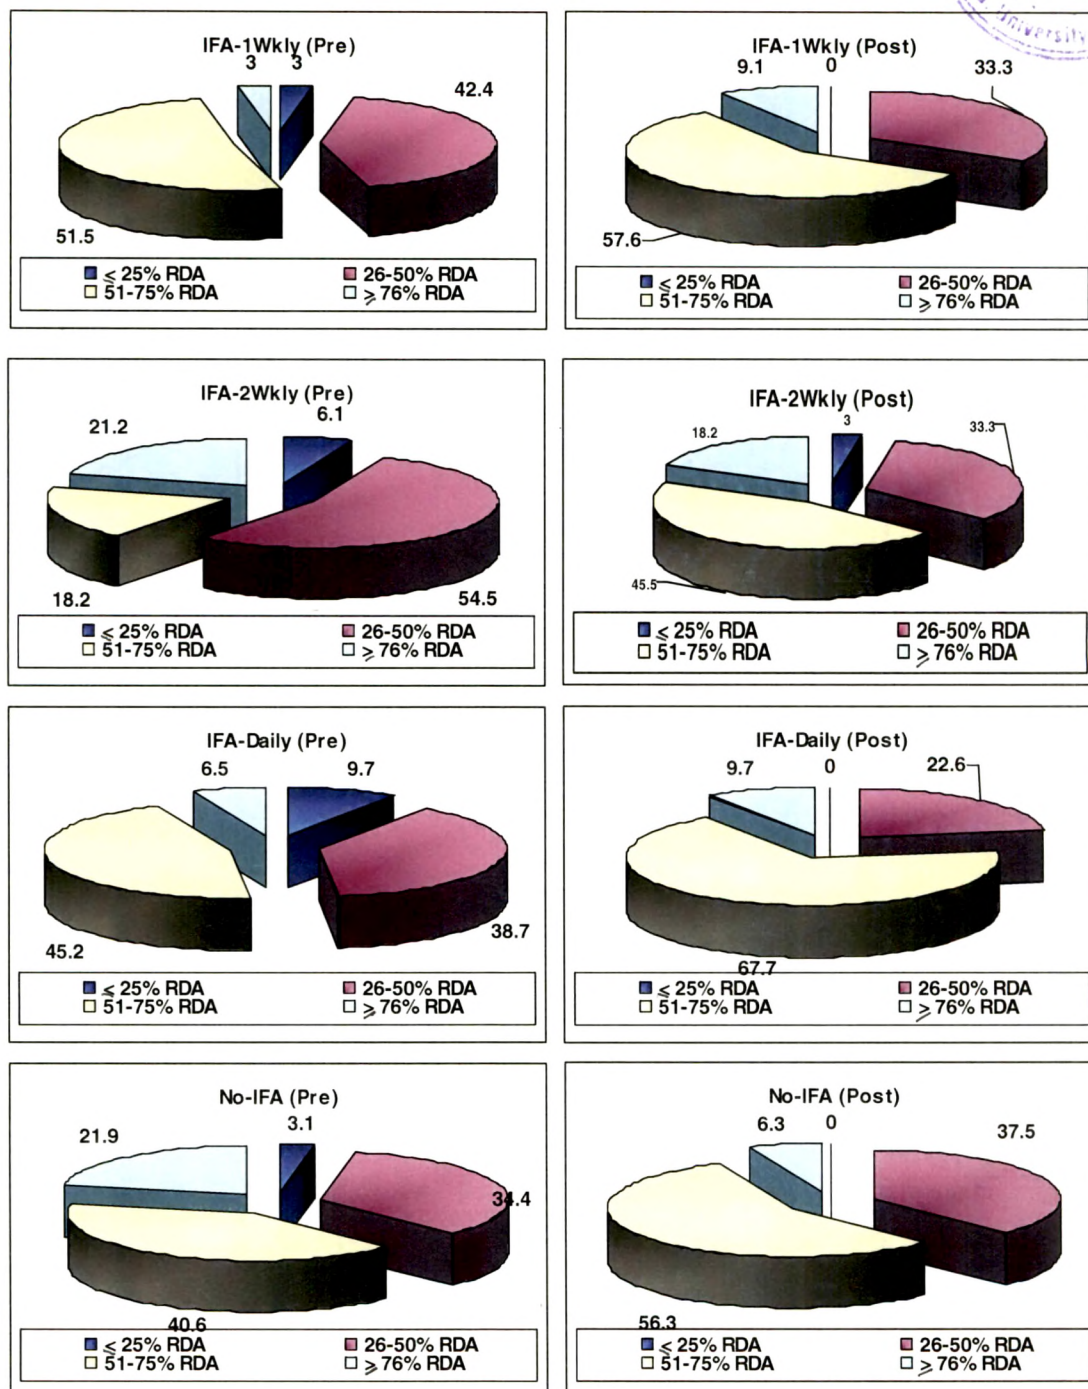 University
IFA-1Wkly (Pre)
3 3
42.4
51.5
≤ 25% RDA 26-50% RDA
51-75% RDA ≥ 76% RDA
IFA-1Wkly (Post)
9.1 0 33.3
57.6
≤ 25% RDA 26-50% RDA
51-75% RDA ≥ 76% RDA
IFA-2Wkly (Pre)
21.2 6.1
18.2 54.5
≤ 25% RDA 26-50% RDA
51-75% RDA ≥ 76% RDA
IFA-2Wkly (Post)
18.2 3 33.3
45.5
≤ 25% RDA 26-50% RDA
51-75% RDA ≥ 76% RDA
IFA-Daily (Pre)
6.5 9.7
45.2 38.7
≤ 25% RDA 26-50% RDA
51-75% RDA ≥ 76% RDA
IFA-Daily (Post)
9.7 0 22.6
67.7
≤ 25% RDA 26-50% RDA
51-75% RDA ≥ 76% RDA
No-IFA (Pre)
21.9 3.1
34.4
40.6
≤ 25% RDA 26-50% RDA
51-75% RDA ≥ 76% RDA
No-IFA (Post)
6.3 0 37.5
56.3
≤ 25% RDA 26-50% RDA
51-75% RDA ≥ 76% RDA